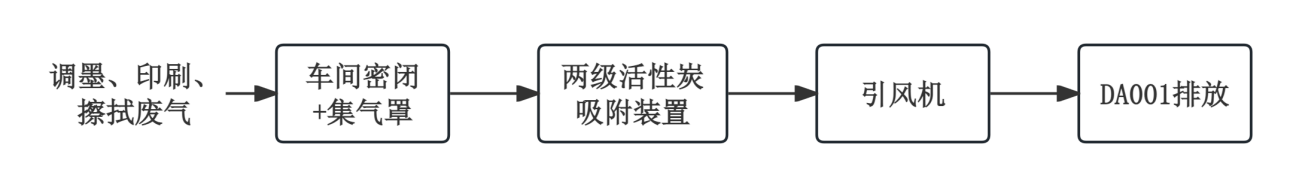 调墨、印刷、
擦拭废气
车间密闭
+集气罩
两级活性炭
吸附装置
引风机
DA001排放